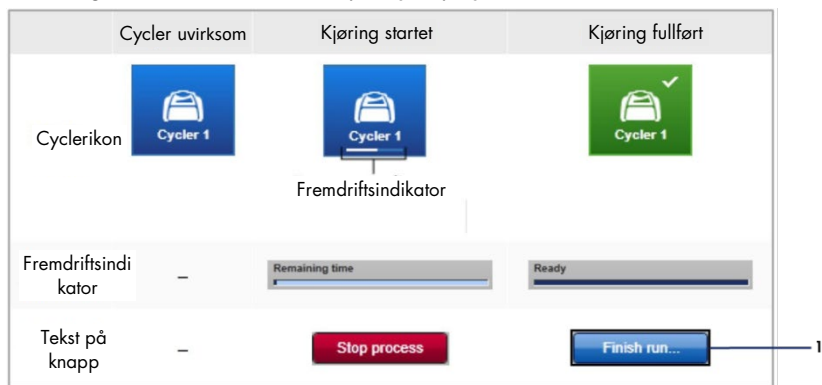 Cycler uvirksom Kjøring startet Kjøring fullført
Cyclerikon
Cycler 1
Cycler 1
Cycler 1
Fremdriftsindikator
Fremdriftsindi
kator
–
Remaining time
Ready
Tekst på
knapp
–
Stop process
Finish run...
1